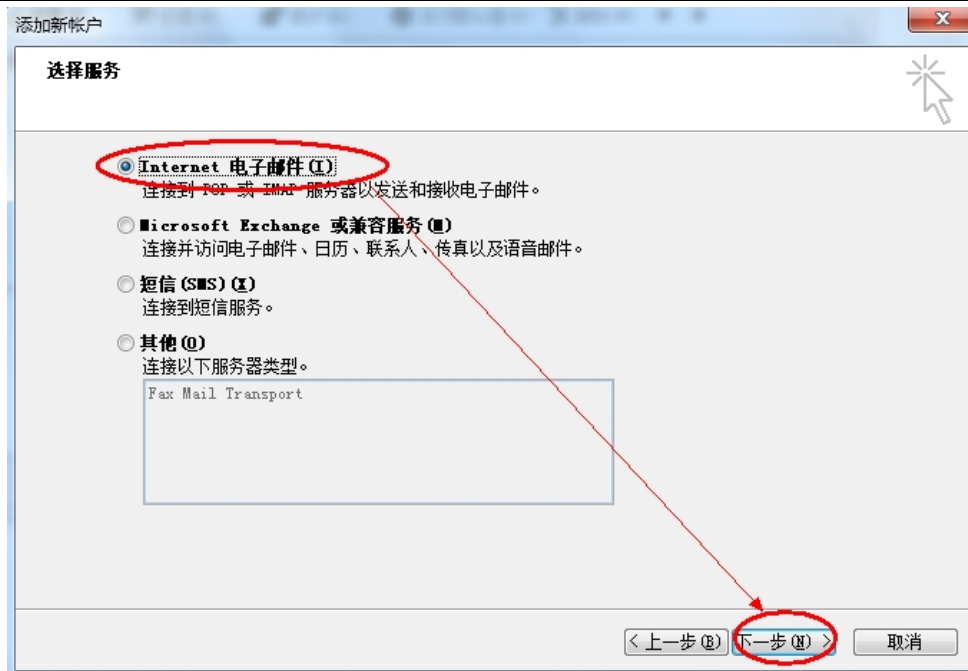 添加新帐户
选择服务
Internet 电子邮件(I)
连接到 POP 或 IMAP 服务器以发送和接收电子邮件。
Microsoft Exchange 或兼容服务(M)
连接并访问电子邮件、日历、联系人、传真以及语音邮件。
短信(SMS)(X)
连接到短信服务。
其他(O)
连接以下服务器类型。
Fax Mail Transport
< 上一步(B)
下一步(N) >
取消